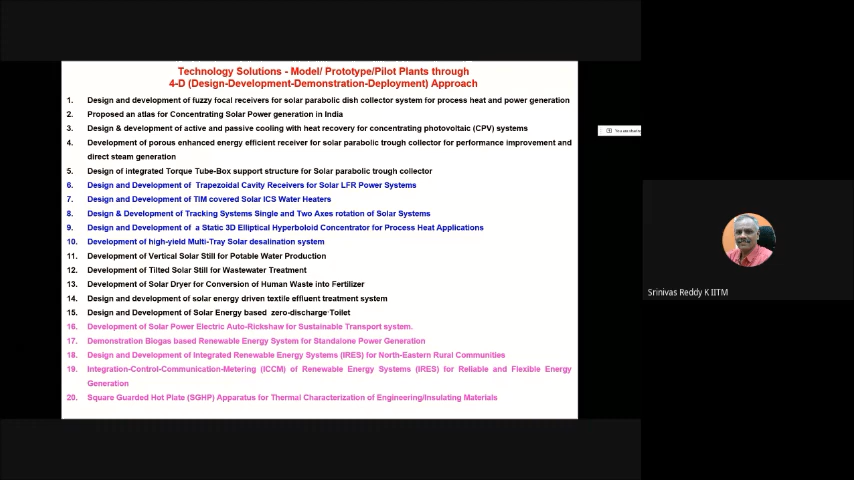 Technology Solutions - Model/ Prototype/Pilot Plants through
4-D (Design-Development-Demonstration-Deployment) Approach
1. Design and development of fuzzy focal receivers for solar parabolic dish collector system for process heat and power generation
2. Proposed an atlas for Concentrating Solar Power generation in India
3. Design & development of active and passive cooling with heat recovery for concentrating photovoltaic (CPV) systems
4. Development of porous enhanced energy efficient receiver for solar parabolic trough collector for performance improvement and
direct steam generation
5. Design of integrated Torque Tube-Box support structure for Solar parabolic trough collector
6. Design and Development of Trapezoidal Cavity Receivers for Solar LFR Power Systems
7. Design and Development of TIM covered Solar ICS Water Heaters
8. Design & Development of Tracking Systems Single and Two Axes rotation of Solar Systems
9. Design and Development of a Static 3D Elliptical Hyperboloid Concentrator for Process Heat Applications
10. Development of high-yield Multi-Tray Solar desalination system
11. Development of Vertical Solar Still for Potable Water Production
12. Development of Tilted Solar Still for Wastewater Treatment
13. Development of Solar Dryer for Conversion of Human Waste into Fertilizer
14. Design and development of solar energy driven textile effluent treatment system
15. Design and Development of Solar Energy based zero-discharge Toilet
16. Development of Solar Power Electric Auto-Rickshaw for Sustainable Transport system.
17. Demonstration Biogas based Renewable Energy System for Standalone Power Generation
18. Design and Development of Integrated Renewable Energy Systems (IRES) for North-Eastern Rural Communities
19. Integration-Control-Communication-Metering (ICCM) of Renewable Energy Systems (IRES) for Reliable and Flexible Energy
Generation
20. Square Guarded Hot Plate (SGHP) Apparatus for Thermal Characterization of Engineering/Insulating Materials
Srinivas Reddy K IITM